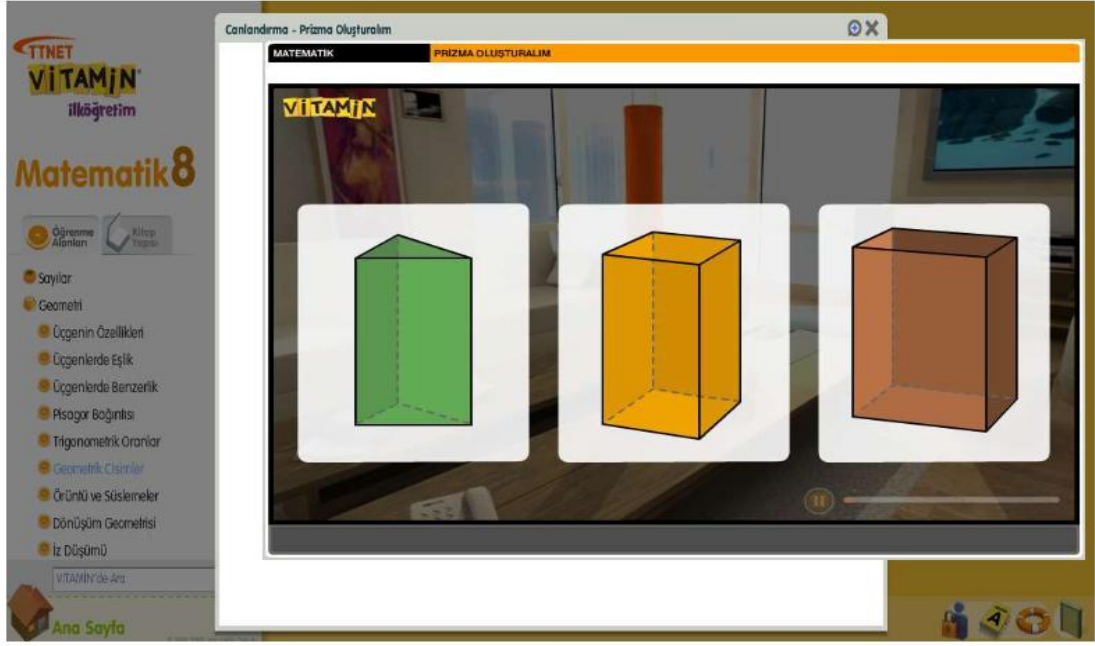 Canlandırma - Prizma Oluşturalım
MATEMATİK
PRİZMA OLUŞTURALIM
TTNET
VİTAMİN
ilköğretim
VİTAMİN
Matematik 8
Öğrenme
Alanları
Kitap
Yapısı
Sayılar
Geometri
Üçgenin Özellikleri
Üçgenlerde Eşlik
Üçgenlerde Benzerlik
Pisagor Bağıntısı
Trigonometrik Oranlar
Geometrik Cisimler
Örüntü ve Süslemeler
Dönüşüm Geometrisi
İz Düşümü
VİTAMİN'de Ara
Ana Sayfa
A